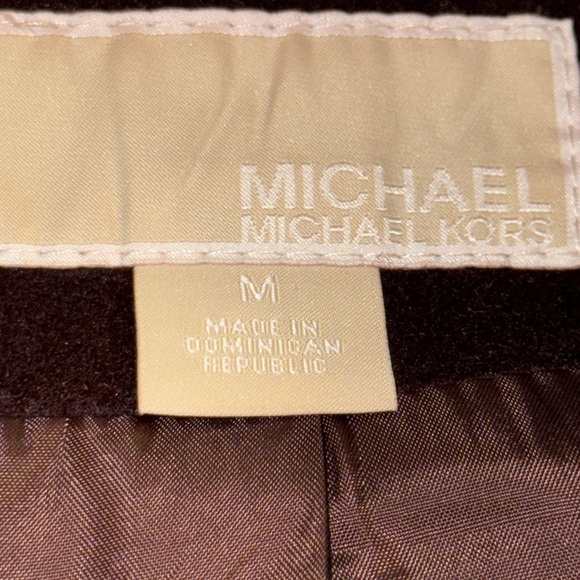 MICHAEL
MICHAEL KORS
M
MADE IN
DOMINICAN
REPUBLIC